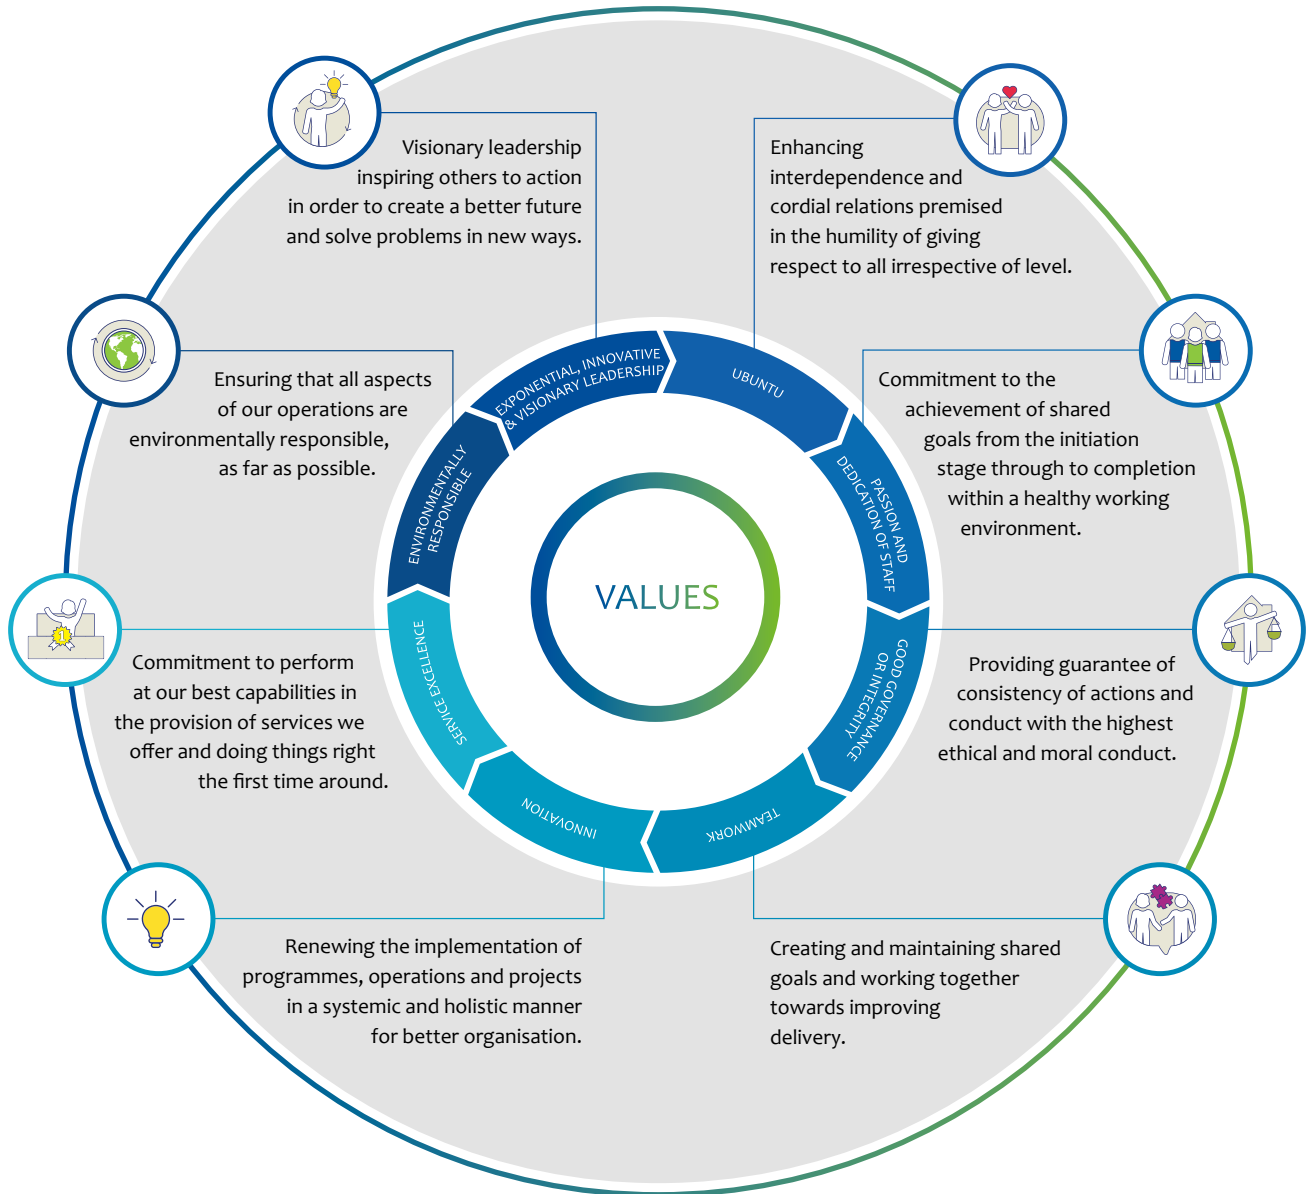 Visionary leadership
inspiring others to action
in order to create a better future
and solve problems in new ways.
Enhancing
interdependence and
cordial relations premised
in the humility of giving
respect to all irrespective of level.
Ensuring that all aspects
of our operations are
environmentally responsible,
as far as possible.
Commitment to the
achievement of shared
goals from the initiation
stage through to completion
within a healthy working
environment.
EXPONENTIAL, INNOVATIVE
& VISIONARY LEADERSHIP
UBUNTU
PASSION AND
DEDICATION OF STAFF
GOOD GOVERNANCE
OR INTEGRITY
TEAMWORK
INNOVATION
SERVICE EXCELLENCE
ENVIRONMENTALLY
RESPONSIBLE
VALUES
Commitment to perform
at our best capabilities in
the provision of services we
offer and doing things right
the first time around.
1
Providing guarantee of
consistency of actions and
conduct with the highest
ethical and moral conduct.
Renewing the implementation of
programmes, operations and projects
in a systemic and holistic manner
for better organisation.
Creating and maintaining shared
goals and working together
towards improving
delivery.